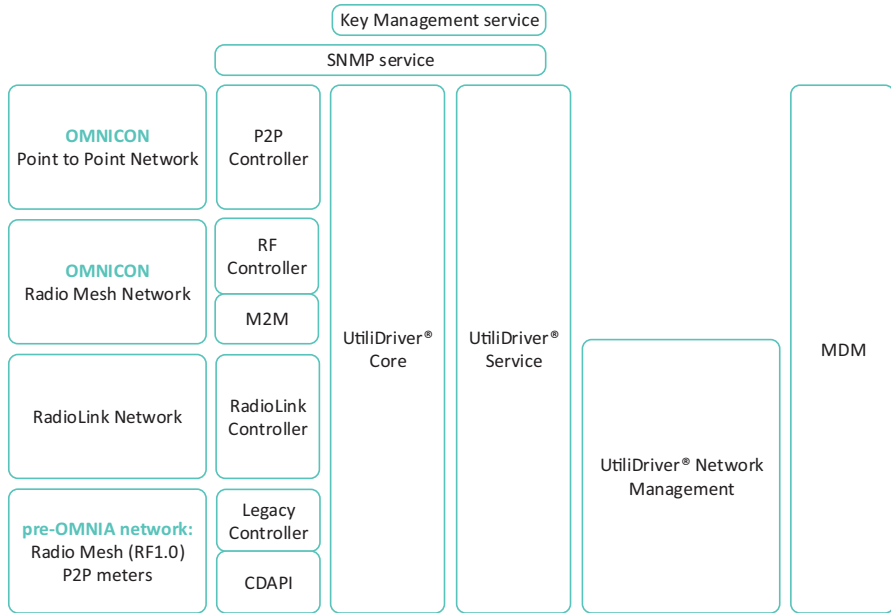 Key Management service
SNMP service
OMNICON
Point to Point Network
P2P
Controller
OMNICON
Radio Mesh Network
RF
Controller
M2M
UtiliDriver®
Core
UtiliDriver®
Service
MDM
RadioLink Network
RadioLink
Controller
UtiliDriver® Network
Management
pre-OMNIA network:
Radio Mesh (RF1.0)
P2P meters
Legacy
Controller
CDAPI